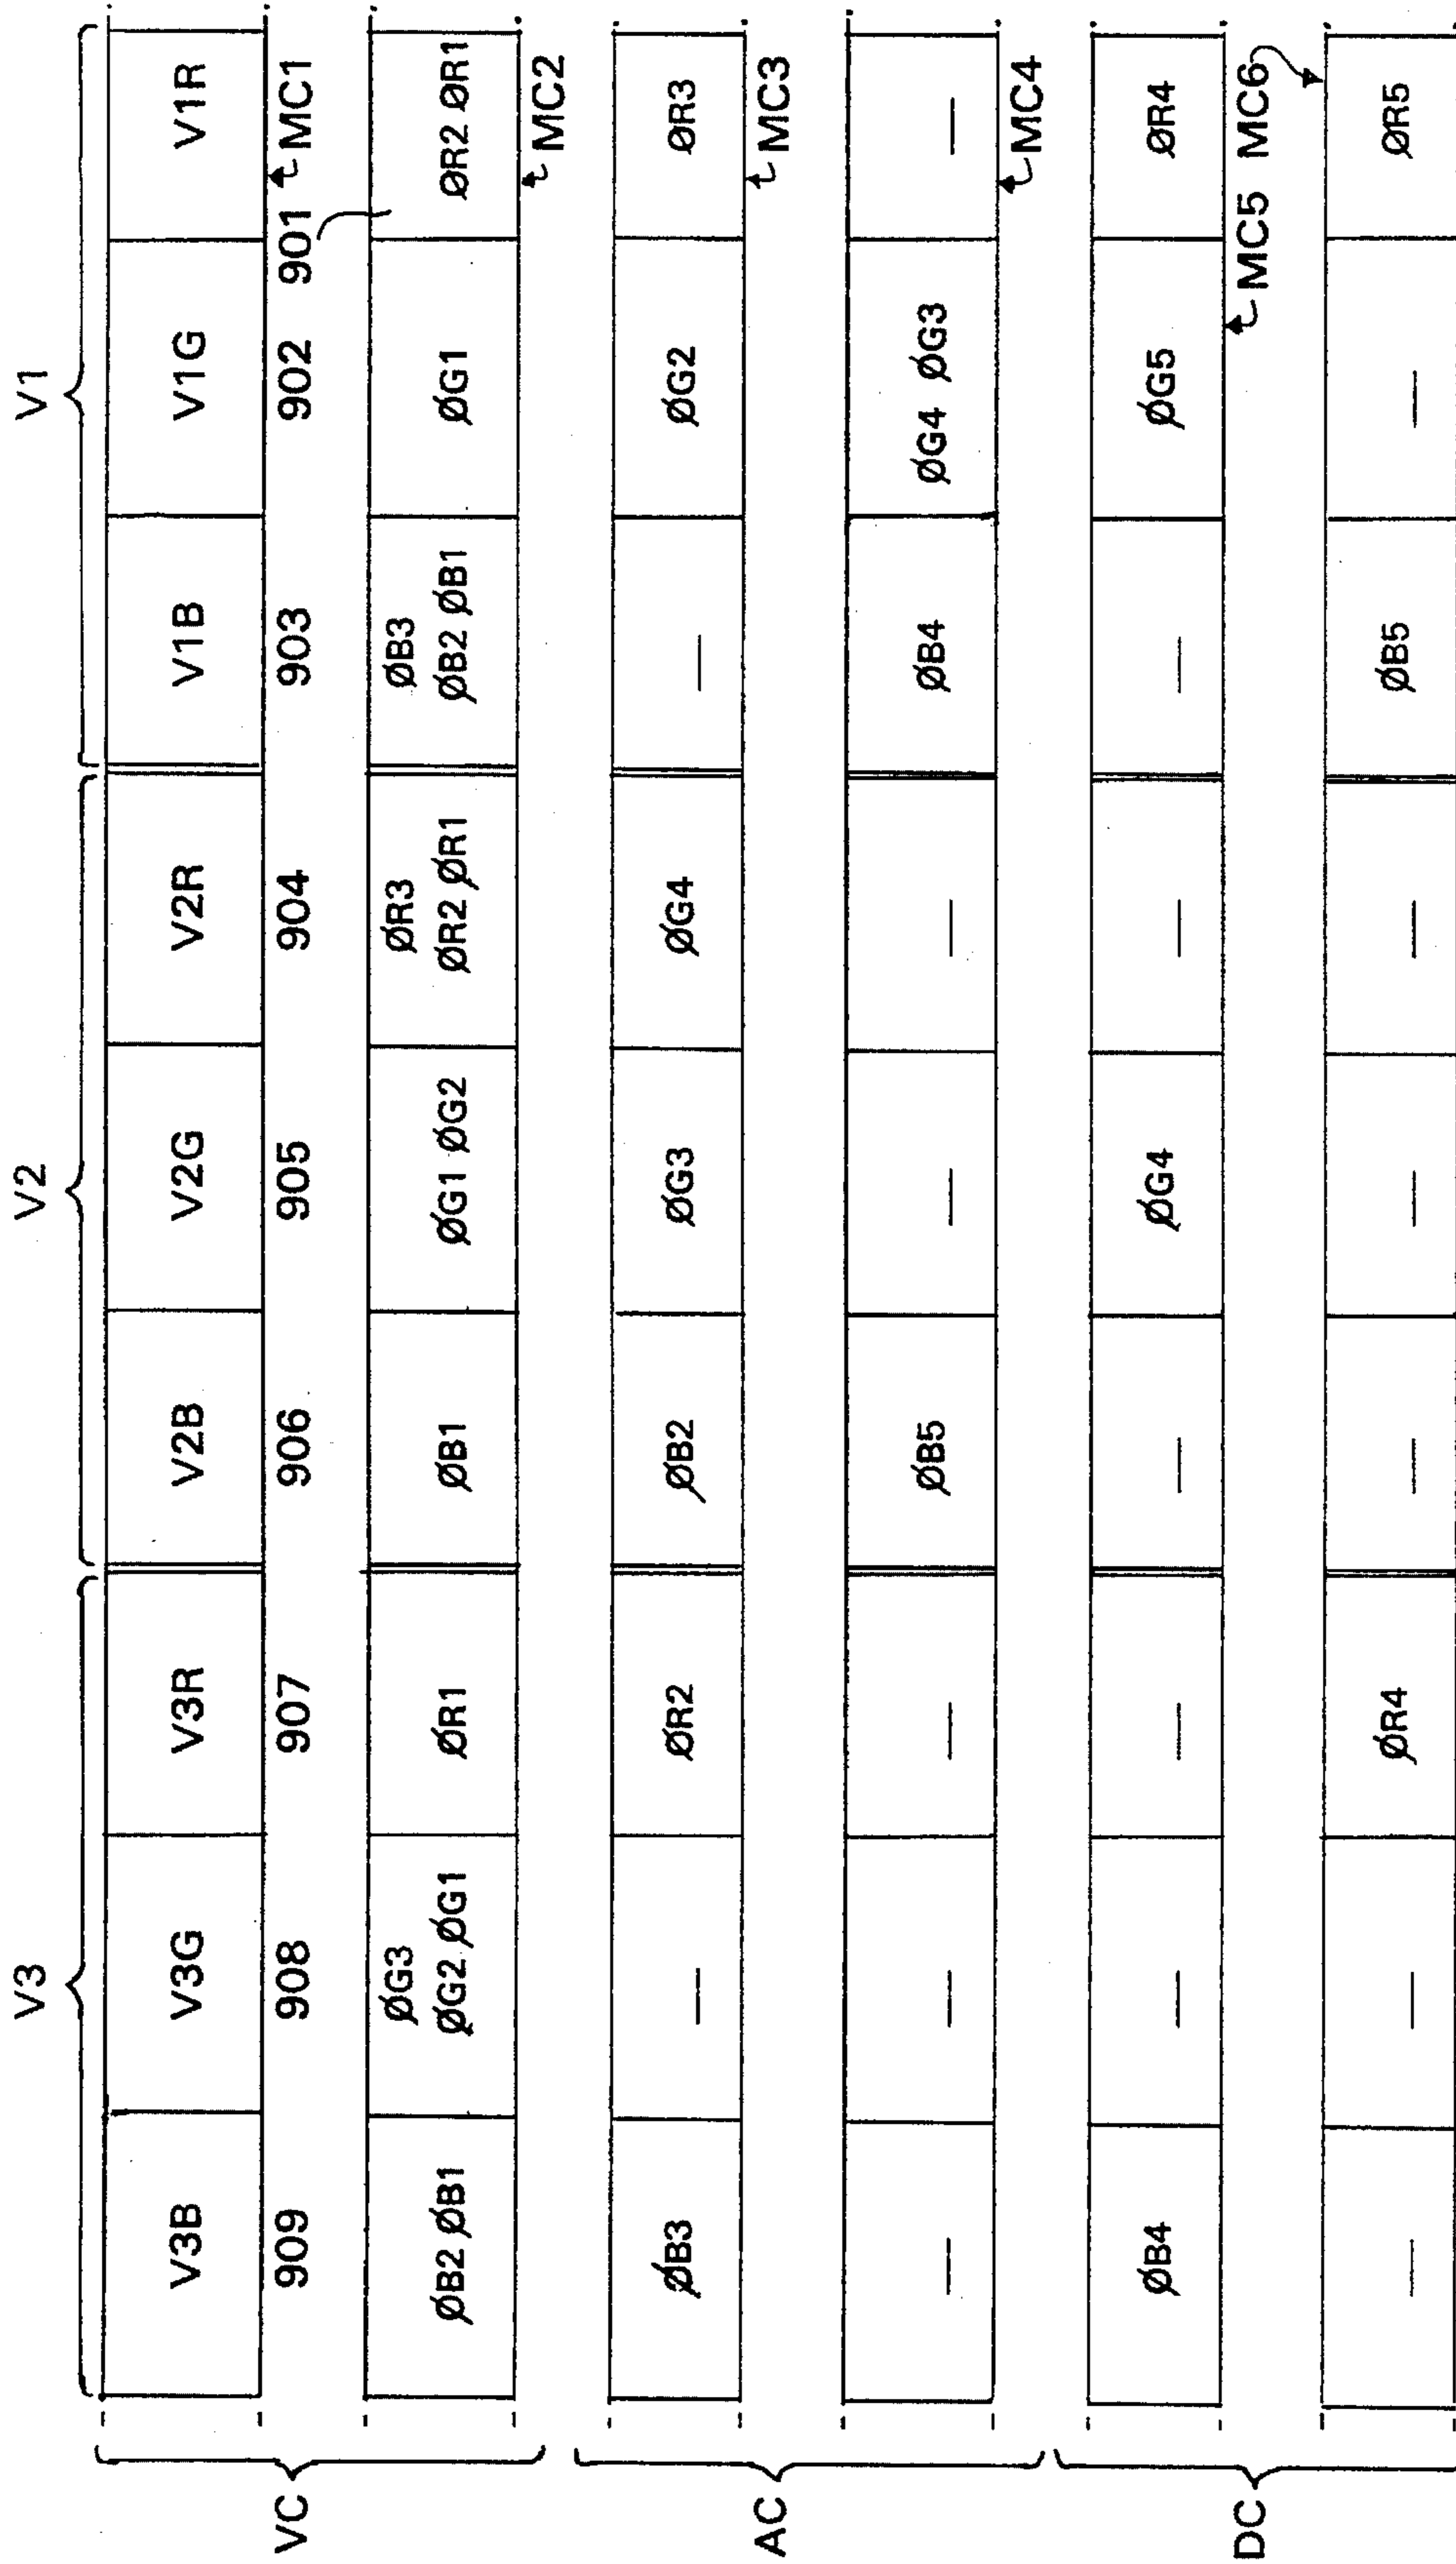 V3 V2 V1
V3B V3G V3R V2B V2G V2R V1B V1G V1R
VC 909 908 907 906 905 904 903 902 901 MC1
ØG3 ØR3 ØB3
ØB2 ØB1 ØG2 ØG1 ØR1 ØB1 ØG1 ØG2 ØR2 ØR1 ØB2 ØB1 ØG1 ØR2 ØR1
MC2
ØB3 — ØR2 ØB2 ØG3 ØG4 — ØG2 ØR3
AC MC3
— — — ØB5 — — ØB4 ØG4 ØG3 —
MC4
ØB4 — — — ØG4 — — ØG5 ØR4
DC MC5 MC6
— — ØR4 — — — ØB5 — ØR5